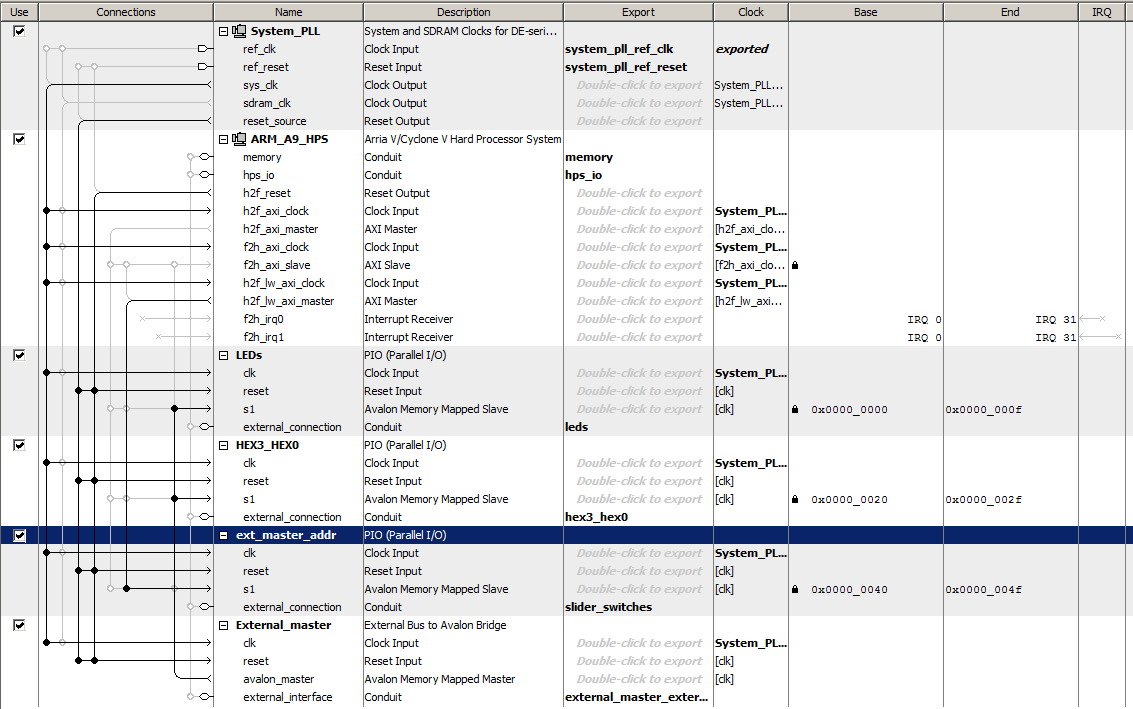 Use Connections Name Description Export Clock Base End IRQ
System_PLL System and SDRAM Clocks for DE-seri...
ref_clk Clock Input system_pll_ref_clk exported
ref_reset Reset Input system_pll_ref_reset
sys_clk Clock Output Double-click to export System_PLL...
sdram_clk Clock Output Double-click to export System_PLL...
reset_source Reset Output Double-click to export
ARM_A9_HPS Arria V/Cyclone V Hard Processor System
memory Conduit memory
hps_io Conduit hps_io
h2f_reset Reset Output Double-click to export
h2f_axi_clock Clock Input Double-click to export System_PL...
h2f_axi_master AXI Master Double-click to export [h2f_axi_clo...
f2h_axi_clock Clock Input Double-click to export System_PL...
f2h_axi_slave AXI Slave Double-click to export [f2h_axi_clo...
h2f_lw_axi_clock Clock Input Double-click to export System_PL...
h2f_lw_axi_master AXI Master Double-click to export [h2f_lw_axi...
f2h_irq0 Interrupt Receiver Double-click to export IRQ 0 IRQ 31
f2h_irq1 Interrupt Receiver Double-click to export IRQ 0 IRQ 31
LEDs PIO (Parallel I/O)
clk Clock Input Double-click to export System_PL...
reset Reset Input Double-click to export [clk]
s1 Avalon Memory Mapped Slave Double-click to export [clk] 0x0000_0000 0x0000_000f
external_connection Conduit leds
HEX3_HEX0 PIO (Parallel I/O)
clk Clock Input Double-click to export System_PL...
reset Reset Input Double-click to export [clk]
s1 Avalon Memory Mapped Slave Double-click to export [clk] 0x0000_0020 0x0000_002f
external_connection Conduit hex3_hex0
ext_master_addr PIO (Parallel I/O)
clk Clock Input Double-click to export System_PL...
reset Reset Input Double-click to export [clk]
s1 Avalon Memory Mapped Slave Double-click to export [clk] 0x0000_0040 0x0000_004f
external_connection Conduit slider_switches
External_master External Bus to Avalon Bridge
clk Clock Input Double-click to export System_PL...
reset Reset Input Double-click to export [clk]
avalon_master Avalon Memory Mapped Master Double-click to export [clk]
external_interface Conduit external_master_exter...